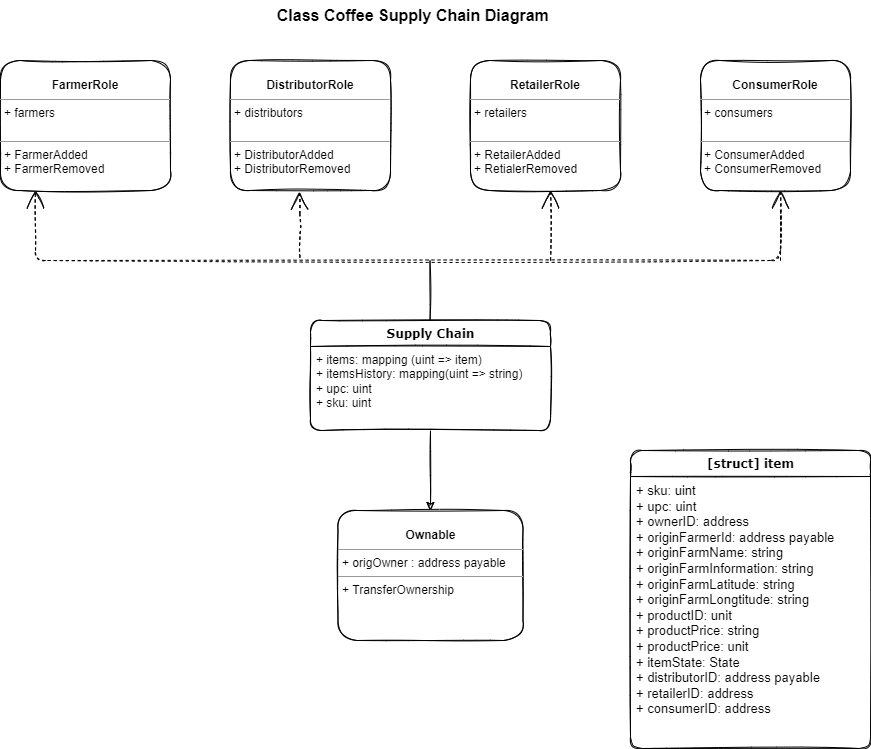 Class Coffee Supply Chain Diagram
FarmerRole
+ farmers
+ FarmerAdded
+ FarmerRemoved
DistributorRole
+ distributors
+ DistributorAdded
+ DistributorRemoved
RetailerRole
+ retailers
+ RetailerAdded
+ RetialerRemoved
ConsumerRole
+ consumers
+ ConsumerAdded
+ ConsumerRemoved
Supply Chain
+ items: mapping (uint => item)
+ itemsHistory: mapping(uint => string)
+ upc: uint
+ sku: uint
Ownable
+ origOwner : address payable
+ TransferOwnership
[struct] item
+ sku: uint
+ upc: uint
+ ownerID: address
+ originFarmerId: address payable
+ originFarmName: string
+ originFarmInformation: string
+ originFarmLatitude: string
+ originFarmLongtitude: string
+ productID: unit
+ productPrice: string
+ productPrice: unit
+ itemState: State
+ distributorID: address payable
+ retailerID: address
+ consumerID: address